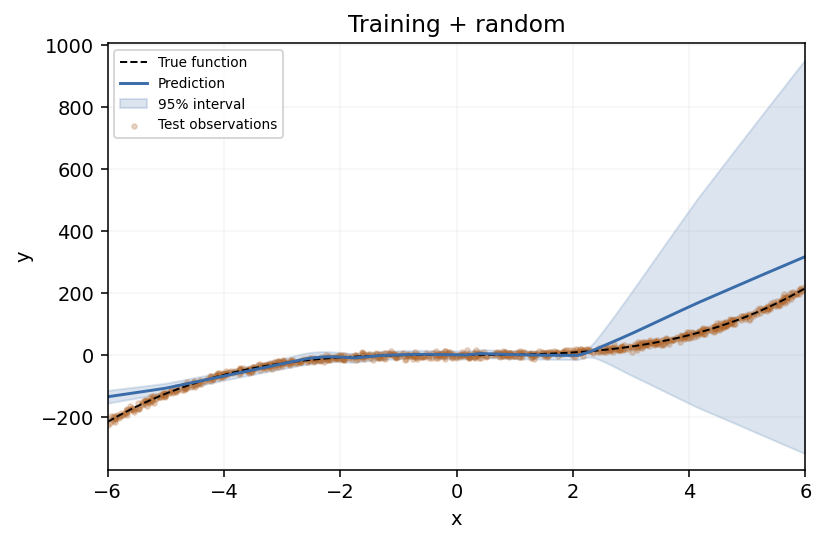 Training + random
True function
Prediction
95% interval
Test observations
1000
800
600
400
200
0
−200
y
−6
−4
−2
0
2
4
6
x